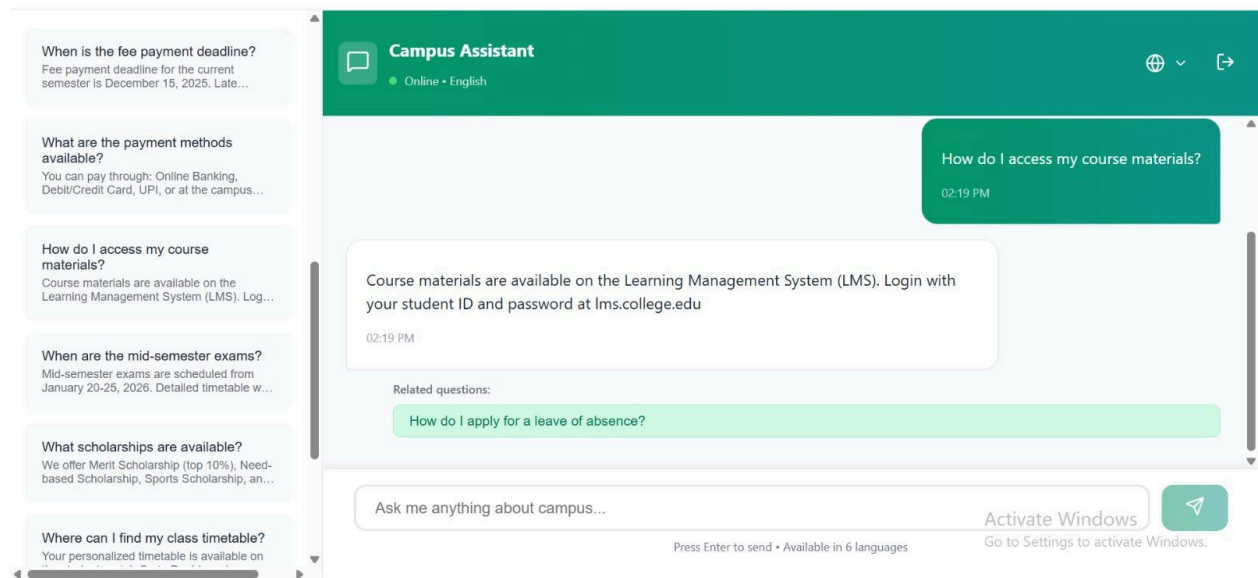 When is the fee payment deadline?
Fee payment deadline for the current
semester is December 15, 2025. Late…
What are the payment methods
available?
You can pay through: Online Banking,
Debit/Credit Card, UPI, or at the campus…
How do I access my course
materials?
Course materials are available on the
Learning Management System (LMS). Log…
When are the mid-semester exams?
Mid-semester exams are scheduled from
January 20-25, 2026. Detailed timetable w…
What scholarships are available?
We offer Merit Scholarship (top 10%), Need-
based Scholarship, Sports Scholarship, an…
Where can I find my class timetable?
Your personalized timetable is available on
Campus Assistant
Online • English
How do I access my course materials?
02:19 PM
Course materials are available on the Learning Management System (LMS). Login with
your student ID and password at lms.college.edu
02:19 PM
Related questions:
How do I apply for a leave of absence?
Ask me anything about campus...
Press Enter to send • Available in 6 languages
Activate Windows
Go to Settings to activate Windows.